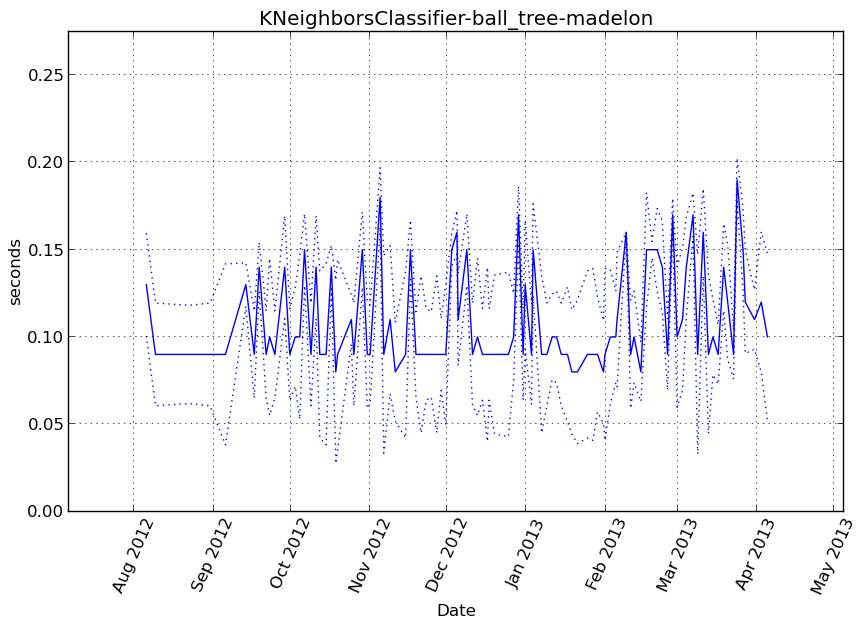 KNeighborsClassifier-ball_tree-madelon
0.25
0.20
0.15
0.10
0.05
0.00
seconds
Aug 2012
Sep 2012
Oct 2012
Nov 2012
Dec 2012
Jan 2013
Feb 2013
Mar 2013
Apr 2013
May 2013
Date